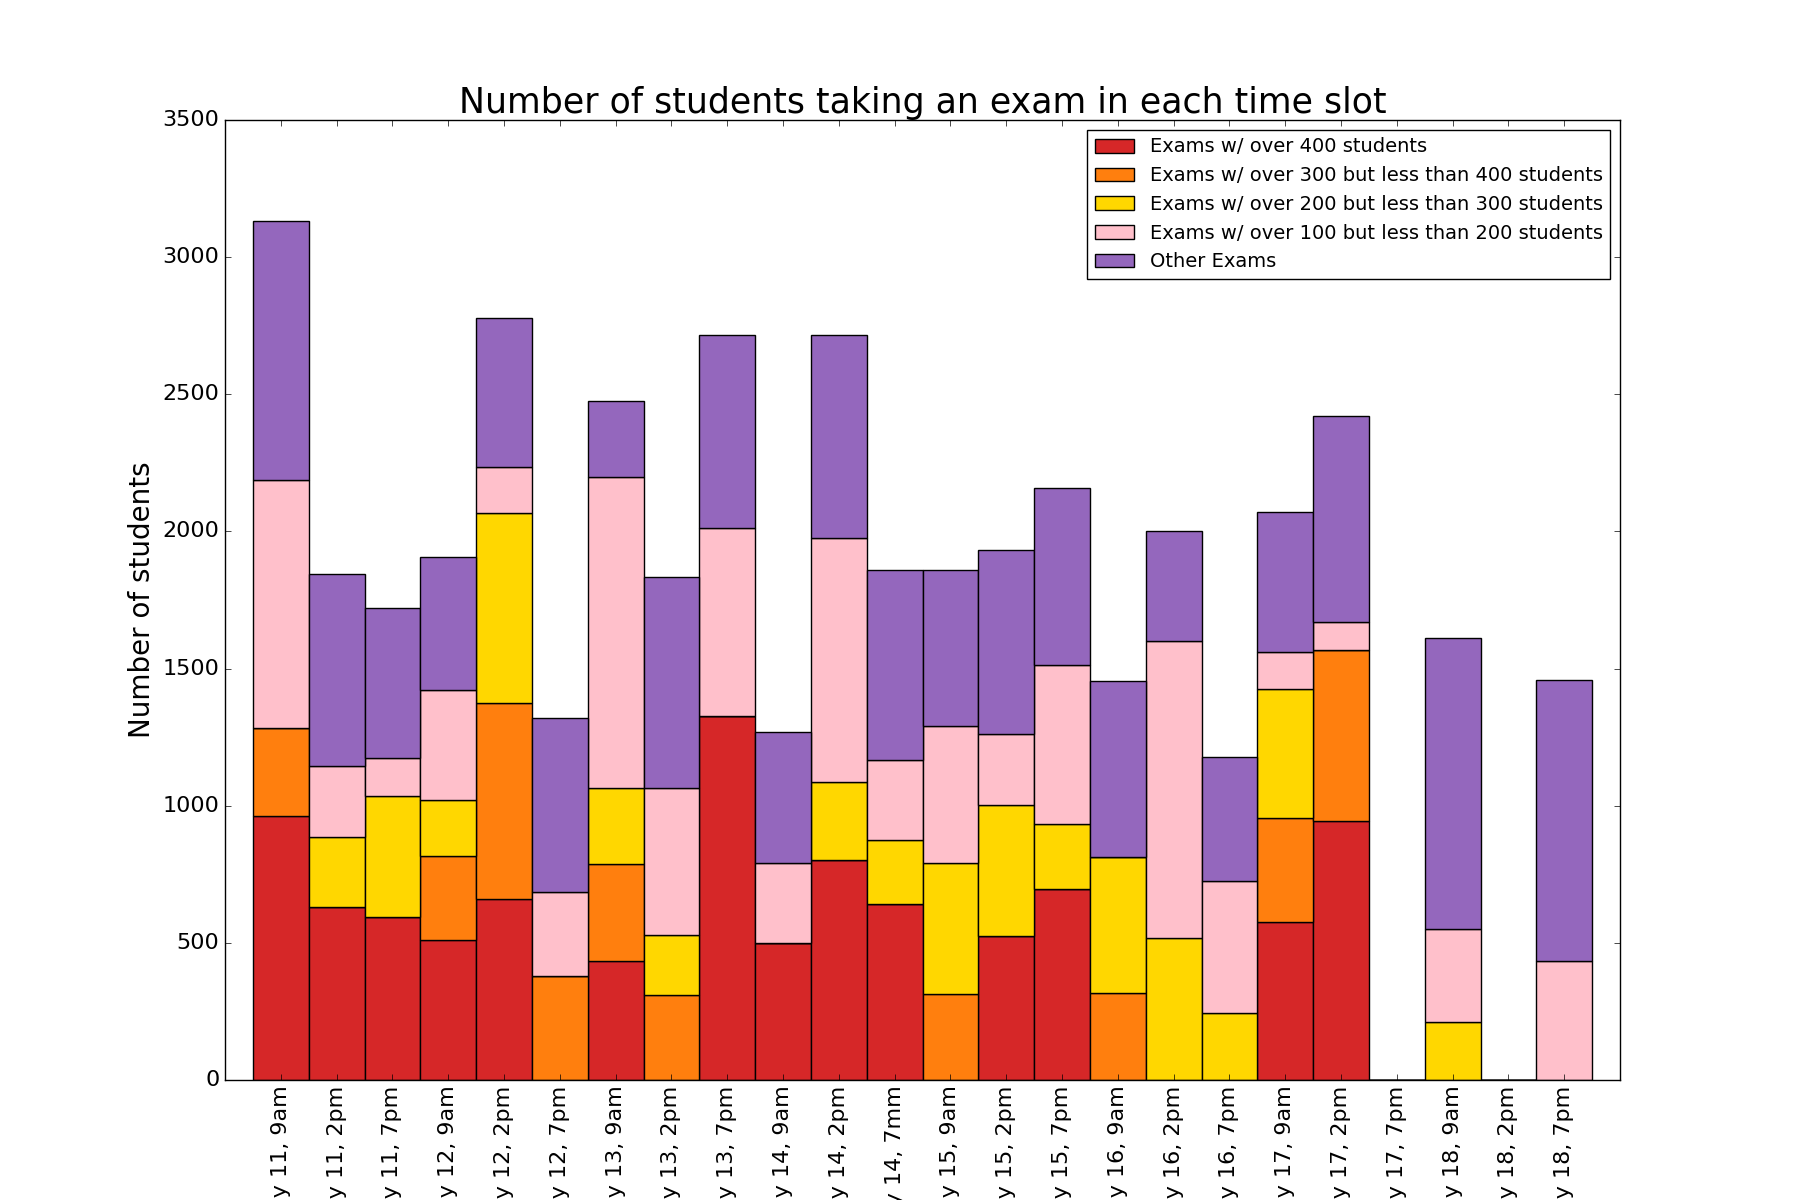 Number of students taking an exam in each time slot
3500
3000
2500
2000
1500
1000
500
0
Number of students
Exams w/ over 400 students
Exams w/ over 300 but less than 400 students
Exams w/ over 200 but less than 300 students
Exams w/ over 100 but less than 200 students
Other Exams
y 11, 9am
y 11, 2pm
y 11, 7pm
y 12, 9am
y 12, 2pm
y 12, 7pm
y 13, 9am
y 13, 2pm
y 13, 7pm
y 14, 9am
y 14, 2pm
y 14, 7mm
y 15, 9am
y 15, 2pm
y 15, 7pm
y 16, 9am
y 16, 2pm
y 16, 7pm
y 17, 9am
y 17, 2pm
y 17, 7pm
y 18, 9am
y 18, 2pm
y 18, 7pm